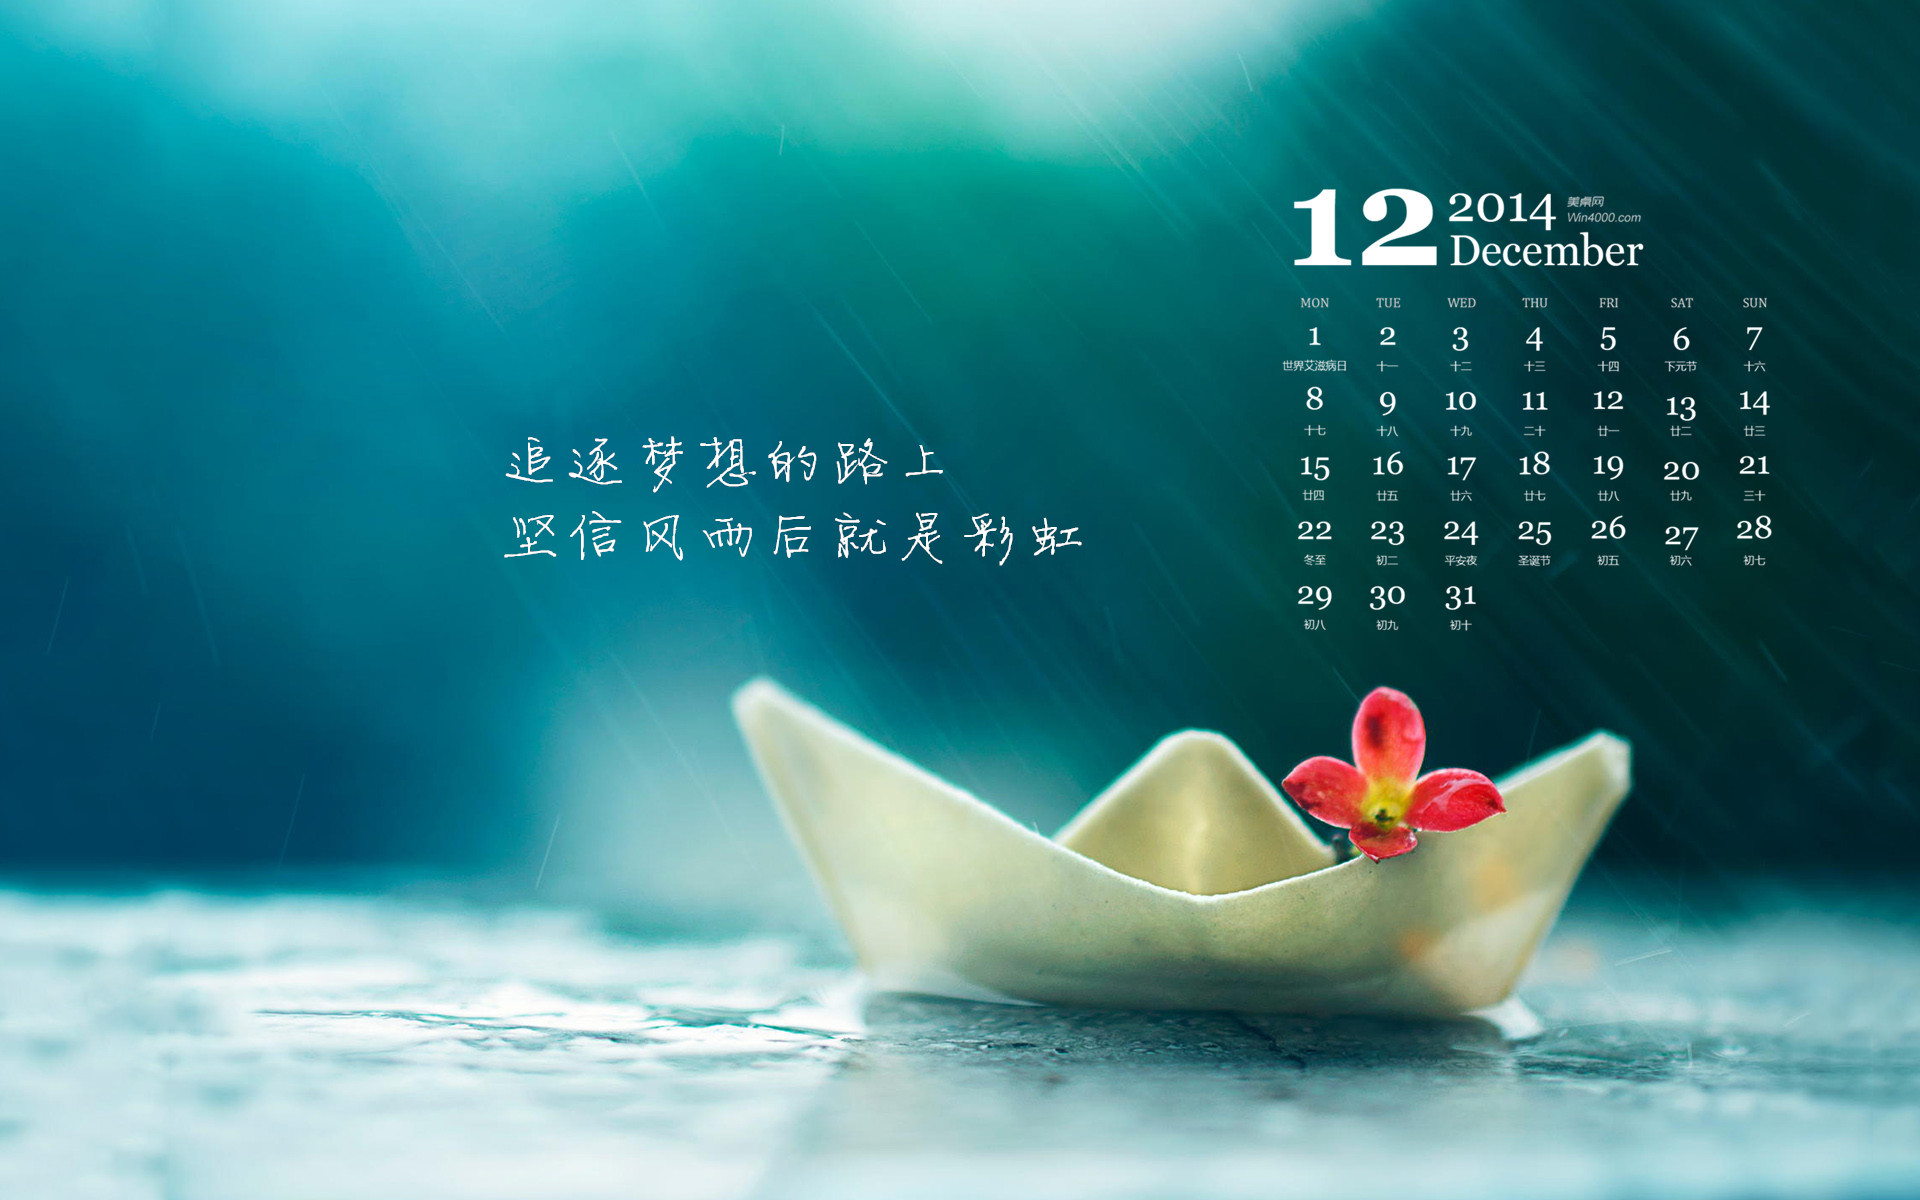 追逐梦想的路上
坚信风雨后就是彩虹
12 2014 美桌网
Win4000.com
December
MON TUE WED THU FRI SAT SUN
1 2 3 4 5 6 7
世界艾滋病日 十一 十二 十三 十四 下元节 十六
8 9 10 11 12 13 14
十七 十八 十九 二十 廿一 廿二 廿三
15 16 17 18 19 20 21
廿四 廿五 廿六 廿七 廿八 廿九 三十
22 23 24 25 26 27 28
冬至 初二 平安夜 圣诞节 初五 初六 初七
29 30 31
初八 初九 初十